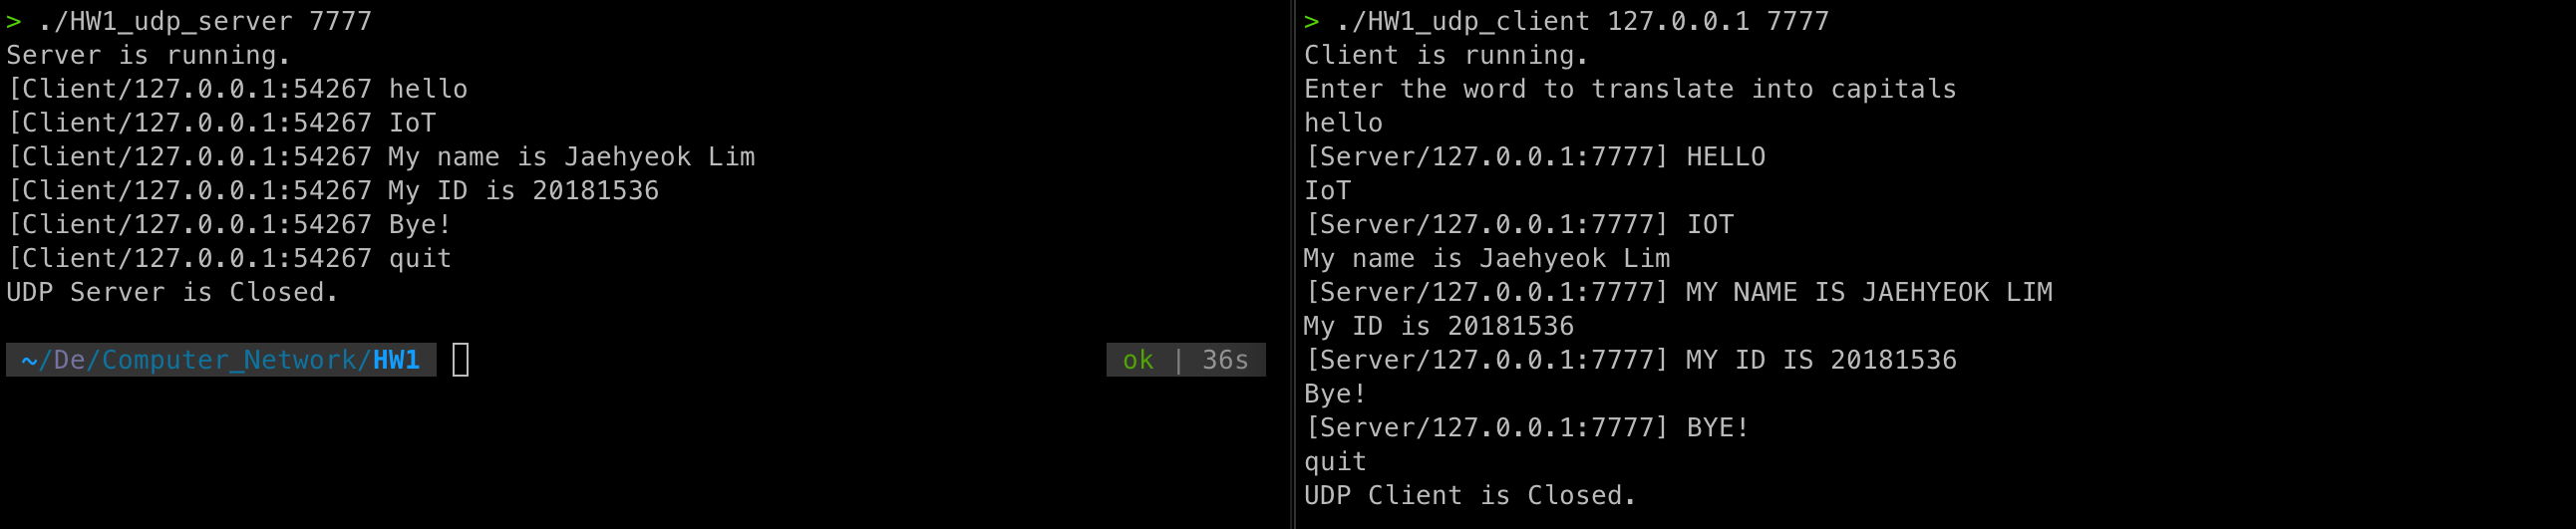 > ./HW1_udp_server 7777
Server is running.
[Client/127.0.0.1:54267 hello
[Client/127.0.0.1:54267 IoT
[Client/127.0.0.1:54267 My name is Jaehyeok Lim
[Client/127.0.0.1:54267 My ID is 20181536
[Client/127.0.0.1:54267 Bye!
[Client/127.0.0.1:54267 quit
UDP Server is Closed.
~/De/Computer_Network/HW1
ok | 36s
> ./HW1_udp_client 127.0.0.1 7777
Client is running.
Enter the word to translate into capitals
hello
[Server/127.0.0.1:7777] HELLO
IoT
[Server/127.0.0.1:7777] IOT
My name is Jaehyeok Lim
[Server/127.0.0.1:7777] MY NAME IS JAEHYEOK LIM
My ID is 20181536
[Server/127.0.0.1:7777] MY ID IS 20181536
Bye!
[Server/127.0.0.1:7777] BYE!
quit
UDP Client is Closed.